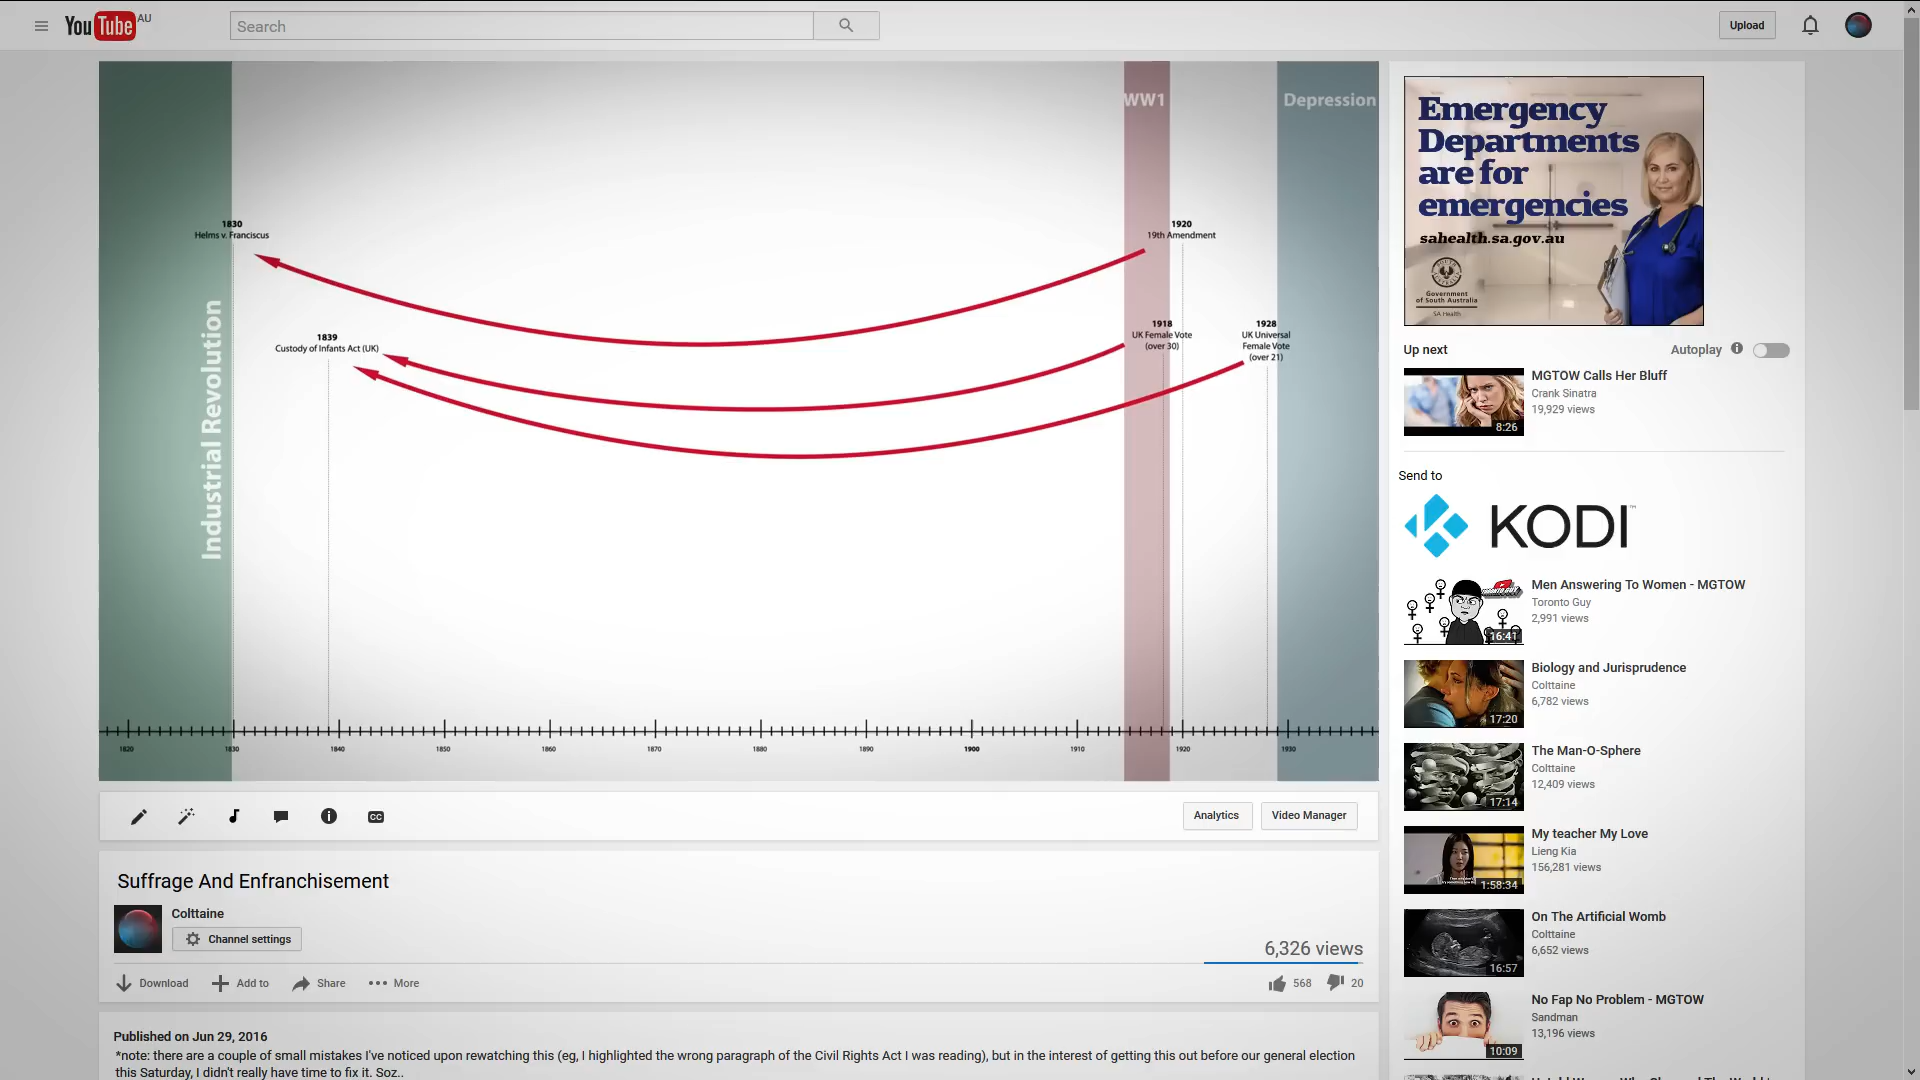 YouTube AU
Search
Upload
WW1
Depression
Industrial Revolution
1830
Helms v. Franciscus
1920
19th Amendment
1839
Custody of Infants Act (UK)
1918
UK Female Vote
(over 30)
1928
UK Universal
Female Vote
(over 21)
1820 1830 1840 1850 1860 1870 1880 1890 1900 1910 1920 1930
CC
Analytics
Video Manager
Suffrage And Enfranchisement
Colttaine
Channel settings
6,326 views
Download Add to Share More
568 20
Published on Jun 29, 2016
*note: there are a couple of small mistakes I've noticed upon rewatching this (eg, I highlighted the wrong paragraph of the Civil Rights Act I was reading), but in the interest of getting this out before our general election
this Saturday, I didn't really have time to fix it. Soz..
Emergency
Departments
are for
emergencies
sahealth.sa.gov.au
Government
of South Australia
SA Health
Up next
Autoplay
MGTOW Calls Her Bluff
Crank Sinatra
19,929 views
8:26
Send to
KODI
Men Answering To Women - MGTOW
Toronto Guy
2,991 views
16:41
Biology and Jurisprudence
Colttaine
6,782 views
17:20
The Man-O-Sphere
Colttaine
12,409 views
17:14
My teacher My Love
Lieng Kia
156,281 views
1:58:34
On The Artificial Womb
Colttaine
6,652 views
16:57
No Fap No Problem - MGTOW
Sandman
13,196 views
10:09